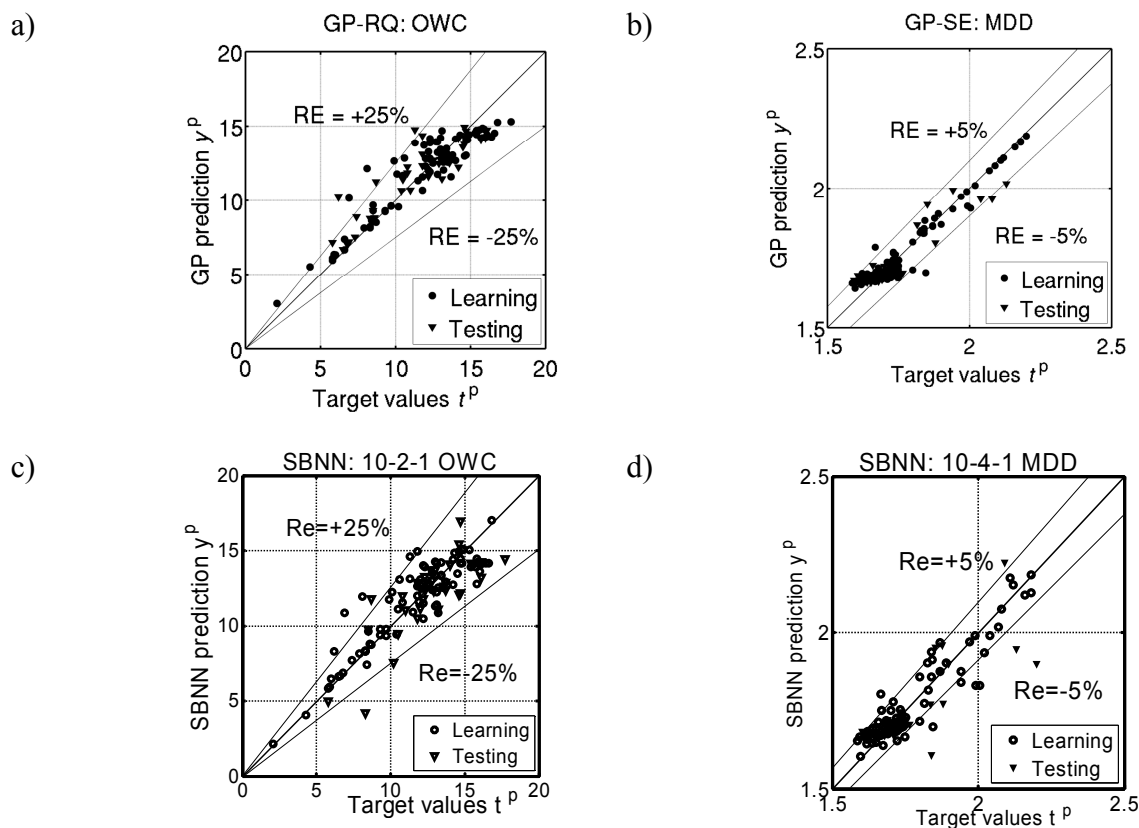 a)
GP-RQ: OWC
20
15
10
5
0
GP prediction y^p
RE = +25%
RE = -25%
Learning
Testing
0 5 10 15 20
Target values t^p
b)
GP-SE: MDD
2.5
2
1.5
GP prediction y^p
RE = +5%
RE = -5%
Learning
Testing
1.5 2 2.5
Target values t^p
c)
SBNN: 10-2-1 OWC
20
15
10
5
0
SBNN prediction y^p
Re=+25%
Re=-25%
Learning
Testing
0 5 10 15 20
Target values t^p
d)
SBNN: 10-4-1 MDD
2.5
2
1.5
SBNN prediction y^p
Re=+5%
Re=-5%
Learning
Testing
1.5 2 2.5
Target values t^p